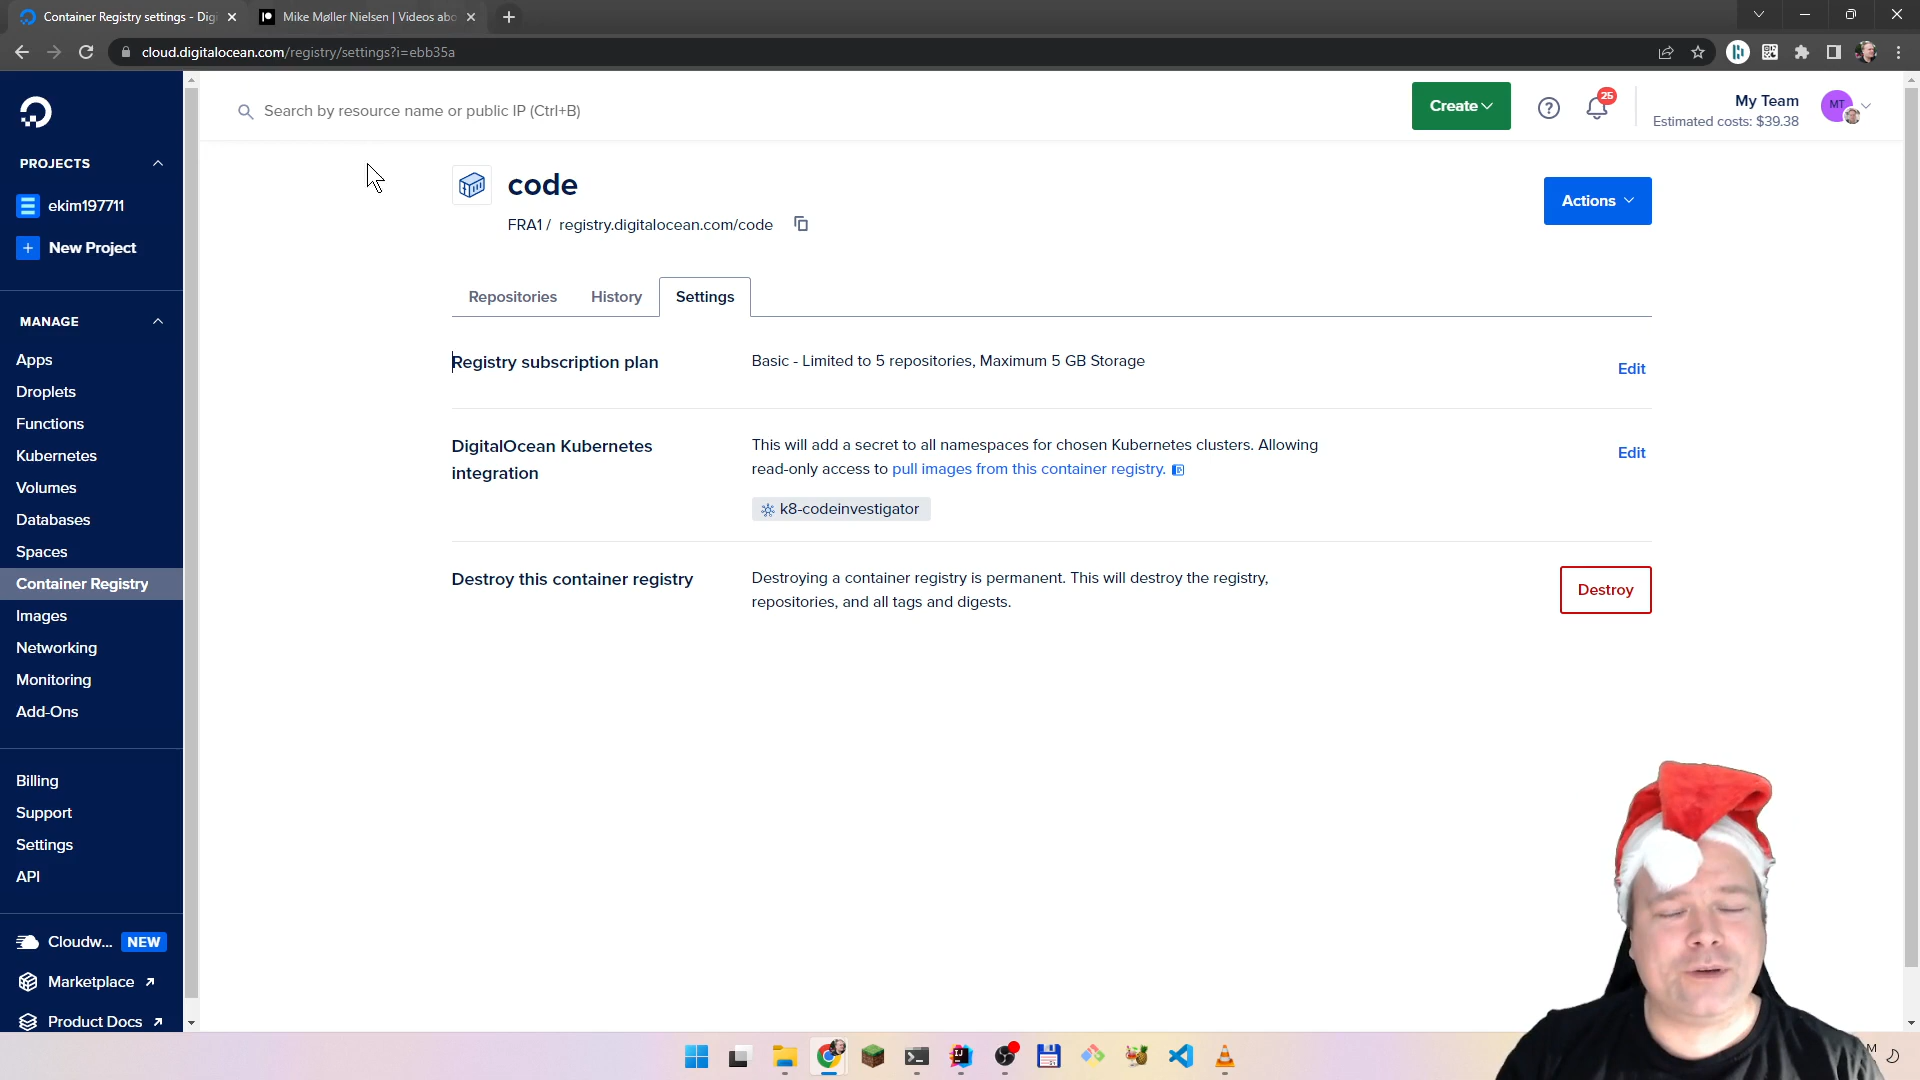 Container Registry settings - Digi
Mike Møller Nielsen | Videos abo
cloud.digitalocean.com/registry/settings?i=ebb35a
Search by resource name or public IP (Ctrl+B)
Create
25
My Team
Estimated costs: $39.38
MT
PROJECTS
ekim197711
New Project
MANAGE
Apps
Droplets
Functions
Kubernetes
Volumes
Databases
Spaces
Container Registry
Images
Networking
Monitoring
Add-Ons
Billing
Support
Settings
API
Cloudw... NEW
Marketplace
Product Docs
code
FRA1 / registry.digitalocean.com/code
Actions
Repositories
History
Settings
Registry subscription plan
Basic - Limited to 5 repositories, Maximum 5 GB Storage
Edit
DigitalOcean Kubernetes
integration
This will add a secret to all namespaces for chosen Kubernetes clusters. Allowing
read-only access to pull images from this container registry.
Edit
k8-codeinvestigator
Destroy this container registry
Destroying a container registry is permanent. This will destroy the registry,
repositories, and all tags and digests.
Destroy